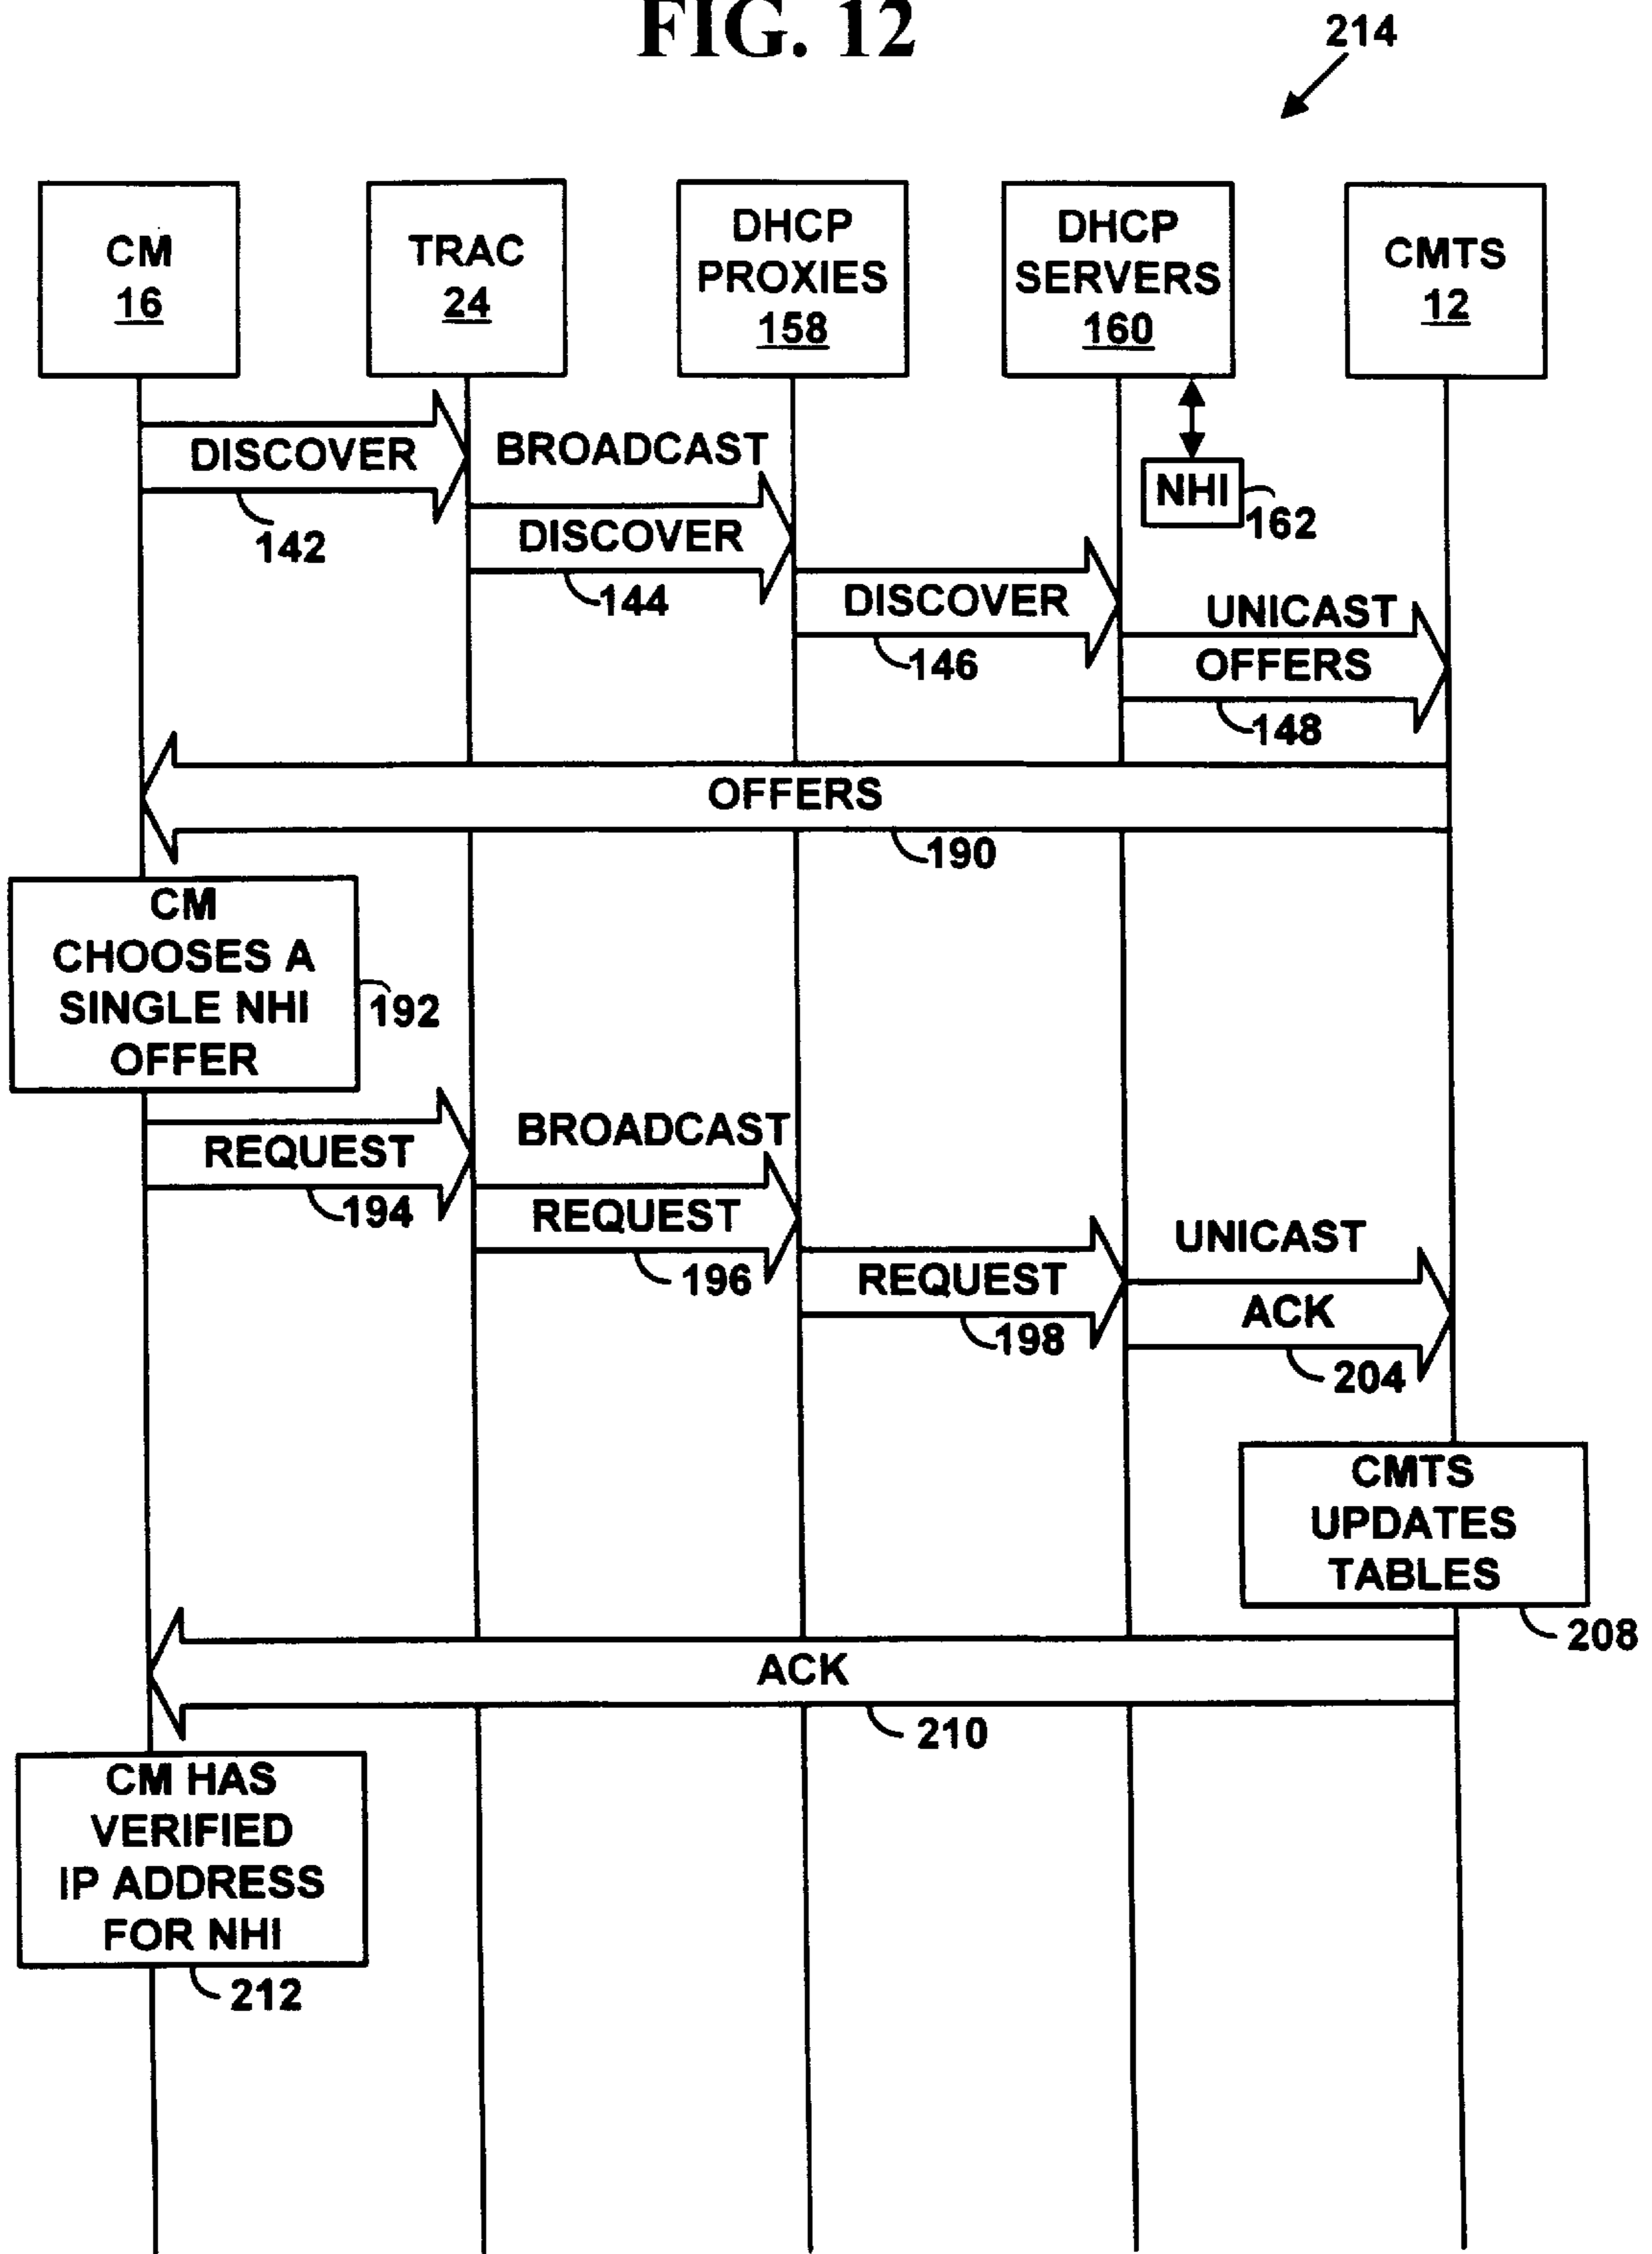 FIG. 12
214
CM
16
TRAC
24
DHCP
PROXIES
158
DHCP
SERVERS
160
CMTS
12
DISCOVER
142
BROADCAST
DISCOVER
144
NHI
162
DISCOVER
146
UNICAST
OFFERS
148
OFFERS
190
CM
CHOOSES A
SINGLE NHI
OFFER
192
REQUEST
194
BROADCAST
REQUEST
196
REQUEST
198
UNICAST
ACK
204
CMTS
UPDATES
TABLES
208
ACK
210
CM HAS
VERIFIED
IP ADDRESS
FOR NHI
212